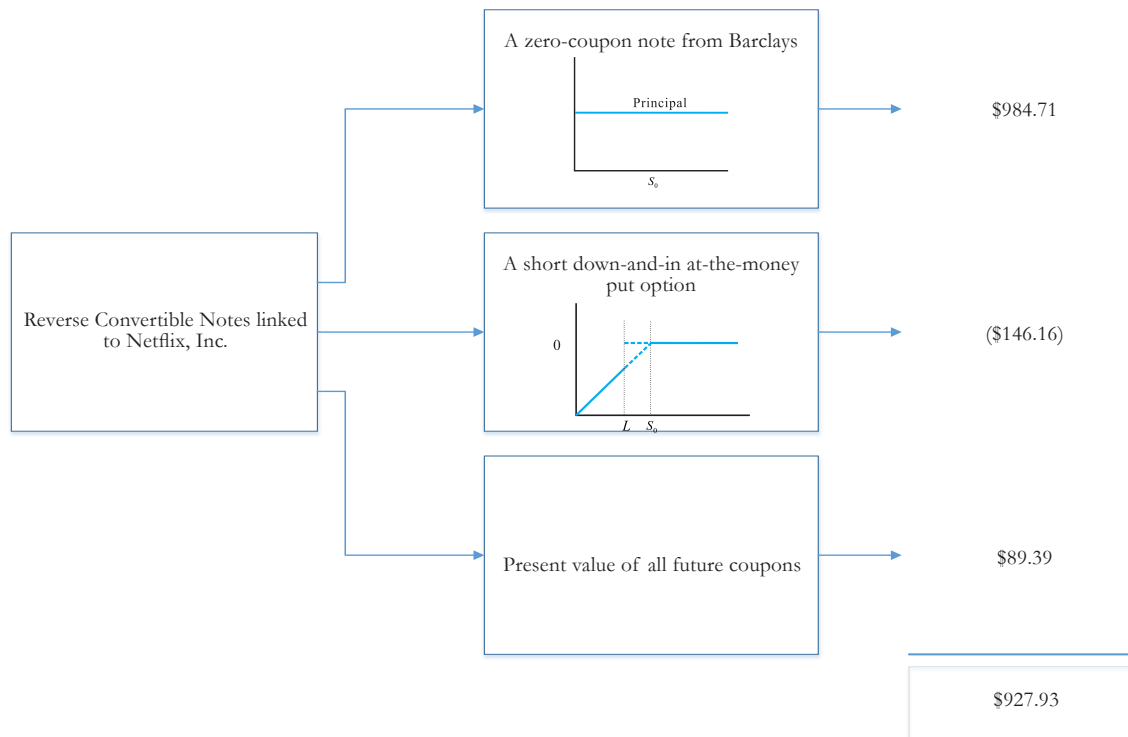 A zero-coupon note from Barclays
Principal
S₀
$984.71
Reverse Convertible Notes linked
to Netflix, Inc.
A short down-and-in at-the-money
put option
0
L S₀
($146.16)
Present value of all future coupons
$89.39
$927.93